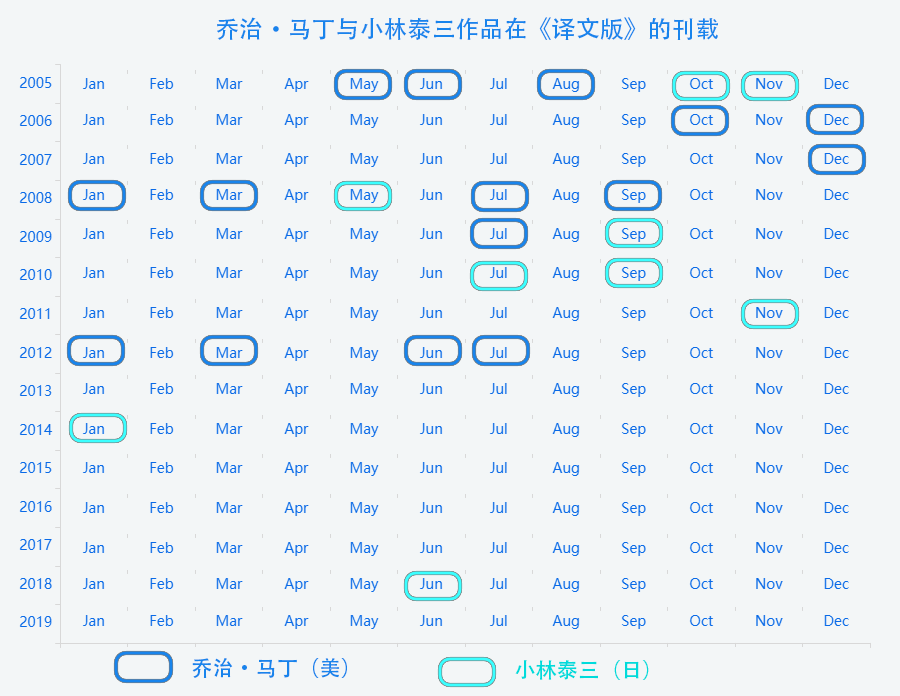 乔治·马丁与小林泰三作品在《译文版》的刊载
2005 Jan Feb Mar Apr May Jun Jul Aug Sep Oct Nov Dec
2006 Jan Feb Mar Apr May Jun Jul Aug Sep Oct Nov Dec
2007 Jan Feb Mar Apr May Jun Jul Aug Sep Oct Nov Dec
2008 Jan Feb Mar Apr May Jun Jul Aug Sep Oct Nov Dec
2009 Jan Feb Mar Apr May Jun Jul Aug Sep Oct Nov Dec
2010 Jan Feb Mar Apr May Jun Jul Aug Sep Oct Nov Dec
2011 Jan Feb Mar Apr May Jun Jul Aug Sep Oct Nov Dec
2012 Jan Feb Mar Apr May Jun Jul Aug Sep Oct Nov Dec
2013 Jan Feb Mar Apr May Jun Jul Aug Sep Oct Nov Dec
2014 Jan Feb Mar Apr May Jun Jul Aug Sep Oct Nov Dec
2015 Jan Feb Mar Apr May Jun Jul Aug Sep Oct Nov Dec
2016 Jan Feb Mar Apr May Jun Jul Aug Sep Oct Nov Dec
2017 Jan Feb Mar Apr May Jun Jul Aug Sep Oct Nov Dec
2018 Jan Feb Mar Apr May Jun Jul Aug Sep Oct Nov Dec
2019 Jan Feb Mar Apr May Jun Jul Aug Sep Oct Nov Dec
乔治·马丁（美） 小林泰三（日）